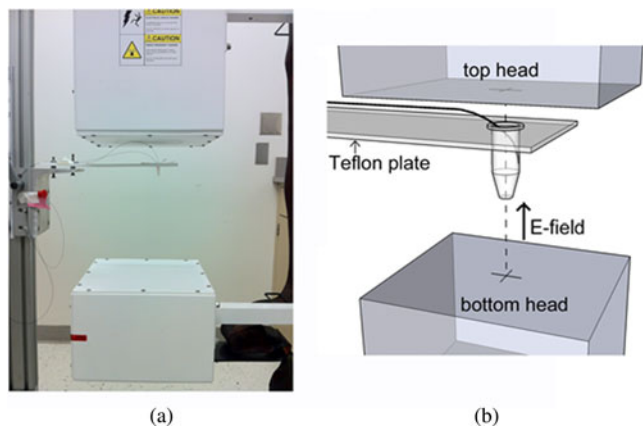 CAUTION
CAUTION
top head
Teflon plate
E-field
bottom head
(a)
(b)